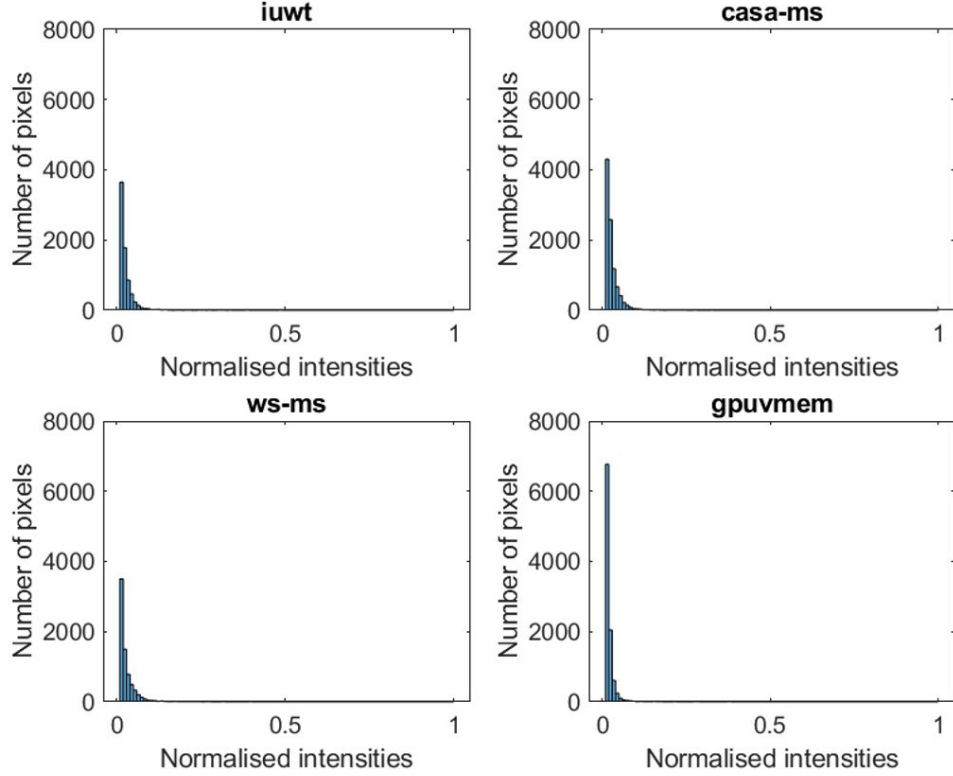 iuwt
8000
6000
4000
2000
0
Number of pixels
0 0.5 1
Normalised intensities
casa-ms
8000
6000
4000
2000
0
Number of pixels
0 0.5 1
Normalised intensities
ws-ms
8000
6000
4000
2000
0
Number of pixels
0 0.5 1
Normalised intensities
gpuvmem
8000
6000
4000
2000
0
Number of pixels
0 0.5 1
Normalised intensities